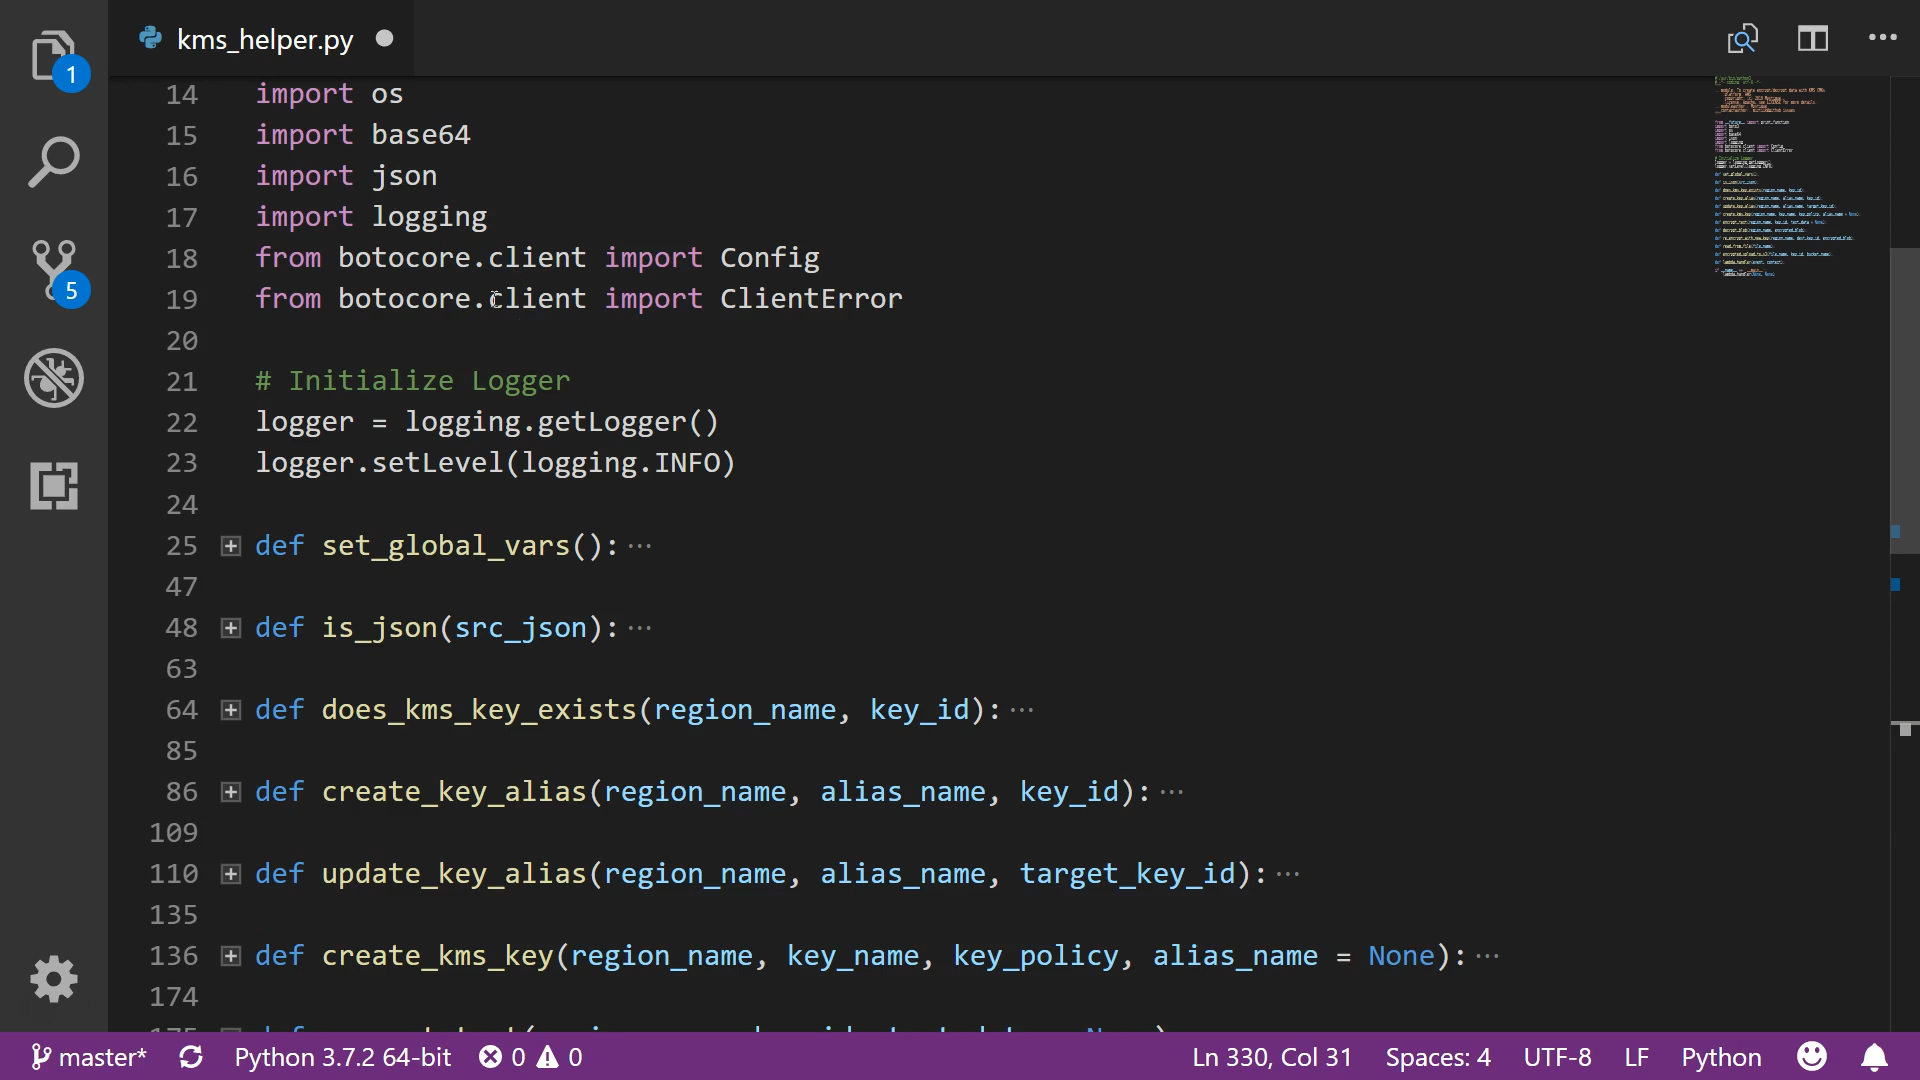 1
5
kms_helper.py
14 import os
15 import base64
16 import json
17 import logging
18 from botocore.client import Config
19 from botocore.client import ClientError
20
21 # Initialize Logger
22 logger = logging.getLogger()
23 logger.setLevel(logging.INFO)
24
25 def set_global_vars():···
47
48 def is_json(src_json):···
63
64 def does_kms_key_exists(region_name, key_id):···
85
86 def create_key_alias(region_name, alias_name, key_id):···
109
110 def update_key_alias(region_name, alias_name, target_key_id):···
135
136 def create_kms_key(region_name, key_name, key_policy, alias_name = None):···
174
master* Python 3.7.2 64-bit 0 0 Ln 330, Col 31 Spaces: 4 UTF-8 LF Python